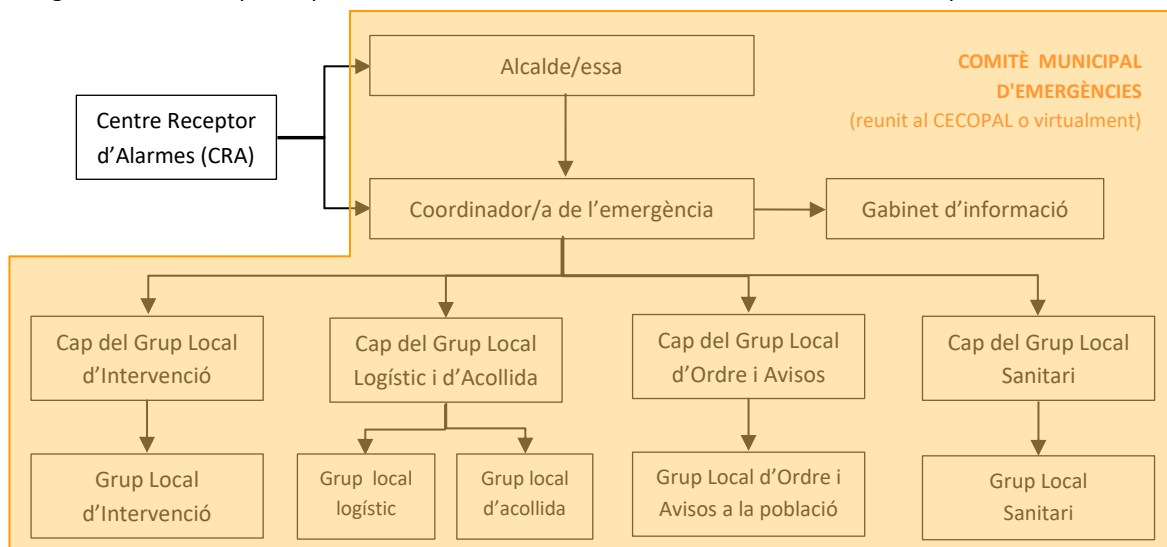 Alcalde/essa
COMITÈ MUNICIPAL
D'EMERGÈNCIES
(reunit al CECOPAL o virtualment)
Centre Receptor
d’Alarmes (CRA)
Coordinador/a de l’emergència
Gabinet d’informació
Cap del Grup Local
d’Intervenció
Cap del Grup Local
Logístic i d’Acollida
Cap del Grup Local
d’Ordre i Avisos
Cap del Grup Local
Sanitari
Grup Local
d’Intervenció
Grup local
logístic
Grup local
d’acollida
Grup Local d’Ordre i
Avisos a la població
Grup Local
Sanitari